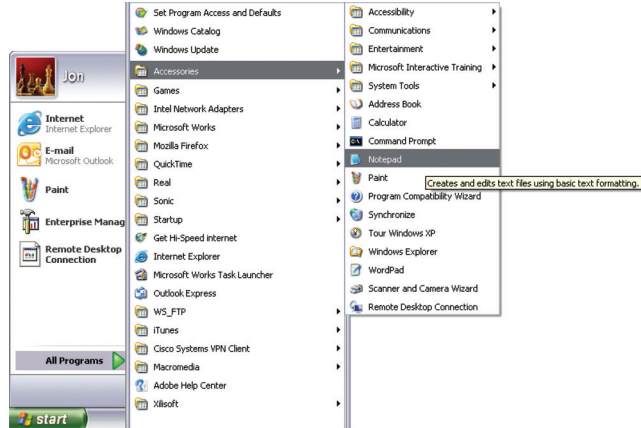 Jon
Internet
Internet Explorer
E-mail
Microsoft Outlook
Paint
Enterprise Manag
Remote Desktop
Connection
All Programs
start
Set Program Access and Defaults
Windows Catalog
Windows Update
Accessories
Games
Intel Network Adapters
Microsoft Works
Mozilla Firefox
QuickTime
Real
Sonic
Startup
Get Hi-Speed internet
Internet Explorer
Microsoft Works Task Launcher
Outlook Express
WS_FTP
iTunes
Cisco Systems VPN Client
Macromedia
Adobe Help Center
Xilisoft
Accessibility
Communications
Entertainment
Microsoft Interactive Training
System Tools
Address Book
Calculator
Command Prompt
Notepad
Paint
Creates and edits text files using basic text formatting.
Program Compatibility Wizard
Synchronize
Tour Windows XP
Windows Explorer
WordPad
Scanner and Camera Wizard
Remote Desktop Connection